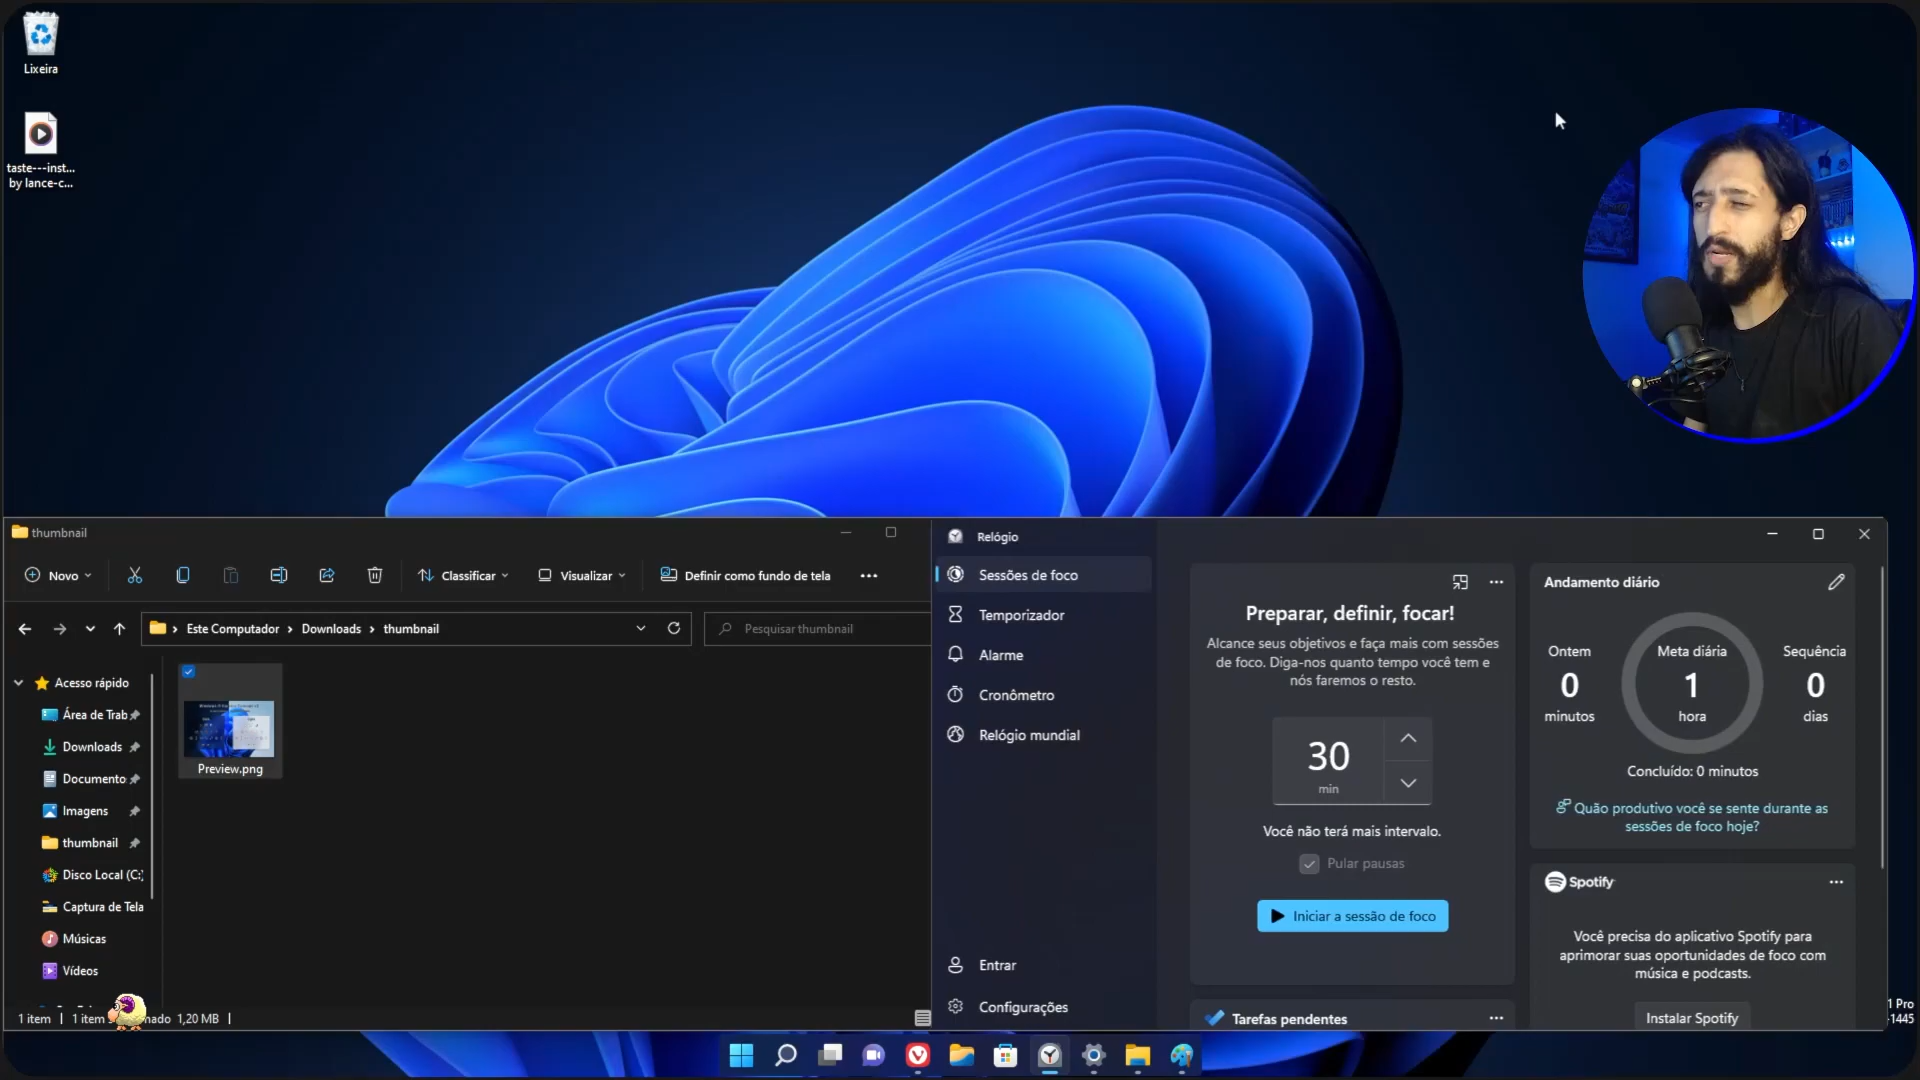 Lixeira
taste---inst...
by lance-c...
thumbnail
Novo
Classificar
Visualizar
Definir como fundo de tela
Este Computador
Downloads
thumbnail
Pesquisar thumbnail
Acesso rápido
Área de Trab
Downloads
Documento
Imagens
thumbnail
Disco Local (C:)
Captura de Tela
Músicas
Vídeos
Preview.png
1 item
1 item
nado 1,20 MB
Relógio
Sessões de foco
Temporizador
Alarme
Cronômetro
Relógio mundial
Entrar
Configurações
Preparar, definir, focar!
Alcance seus objetivos e faça mais com sessões
de foco. Diga-nos quanto tempo você tem e
nós faremos o resto.
30
min
Você não terá mais intervalo.
Pular pausas
Iniciar a sessão de foco
Tarefas pendentes
Andamento diário
Ontem
0
minutos
Meta diária
1
hora
Sequência
0
dias
Concluído: 0 minutos
Quão produtivo você se sente durante as
sessões de foco hoje?
Spotify
Você precisa do aplicativo Spotify para
aprimorar suas oportunidades de foco com
música e podcasts.
Instalar Spotify
1 Pro
-1445